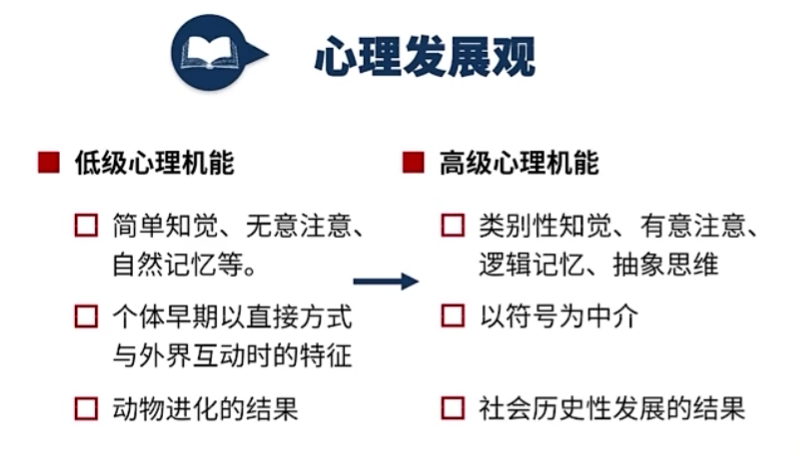 心理发展观
低级心理机能
简单知觉、无意注意、
自然记忆等。
个体早期以直接方式
与外界互动时的特征
动物进化的结果
高级心理机能
类别性知觉、有意注意、
逻辑记忆、抽象思维
以符号为中介
社会历史性发展的结果